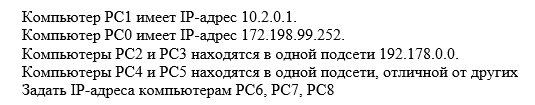 Компьютер PC1 имеет IP-адрес 10.2.0.1.
Компьютер PC0 имеет IP-адрес 172.198.99.252.
Компьютеры PC2 и PC3 находятся в одной подсети 192.178.0.0.
Компьютеры PC4 и PC5 находятся в одной подсети, отличной от других
Задать IP-адреса компьютерам PC6, PC7, PC8